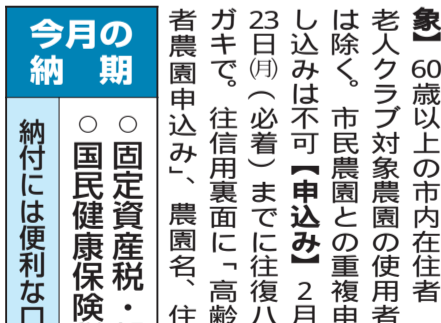 象】 60歳以上の市内在住者
老人クラブ対象農園の使用者
は除く。市民農園との重複申
し込みは不可【申込み】 2月
23日㈪(必着)までに往復ハ
ガキで。往信用裏面に「高齢
者農園申込み」、農園名、住
今月の
納 期
○固定資産税・
○国民健康保険
納付には便利な口